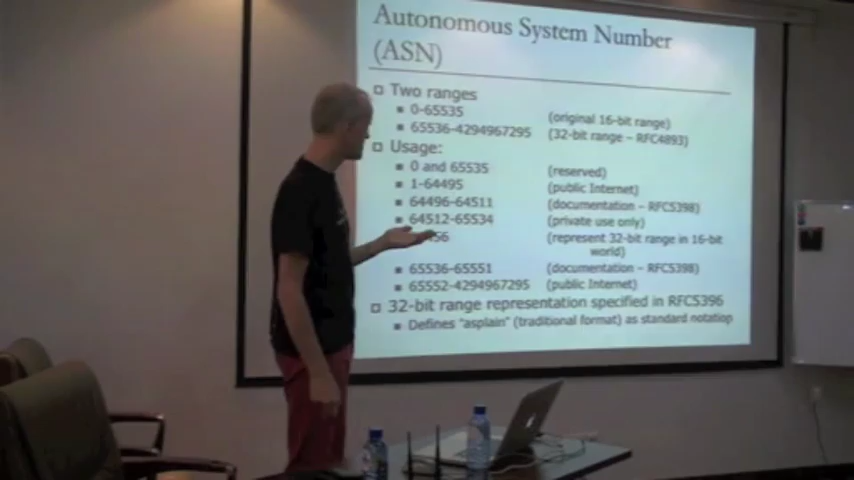 Autonomous System Number
(ASN)
Two ranges
0-65535 (original 16-bit range)
65536-4294967295 (32-bit range – RFC4893)
Usage:
0 and 65535 (reserved)
1-64495 (public Internet)
64496-64511 (documentation – RFC5398)
64512-65534 (private use only)
456 (represent 32-bit range in 16-bit
world)
65536-65551 (documentation – RFC5398)
65552-4294967295 (public Internet)
32-bit range representation specified in RFC5396
Defines "asplain" (traditional format) as standard notation